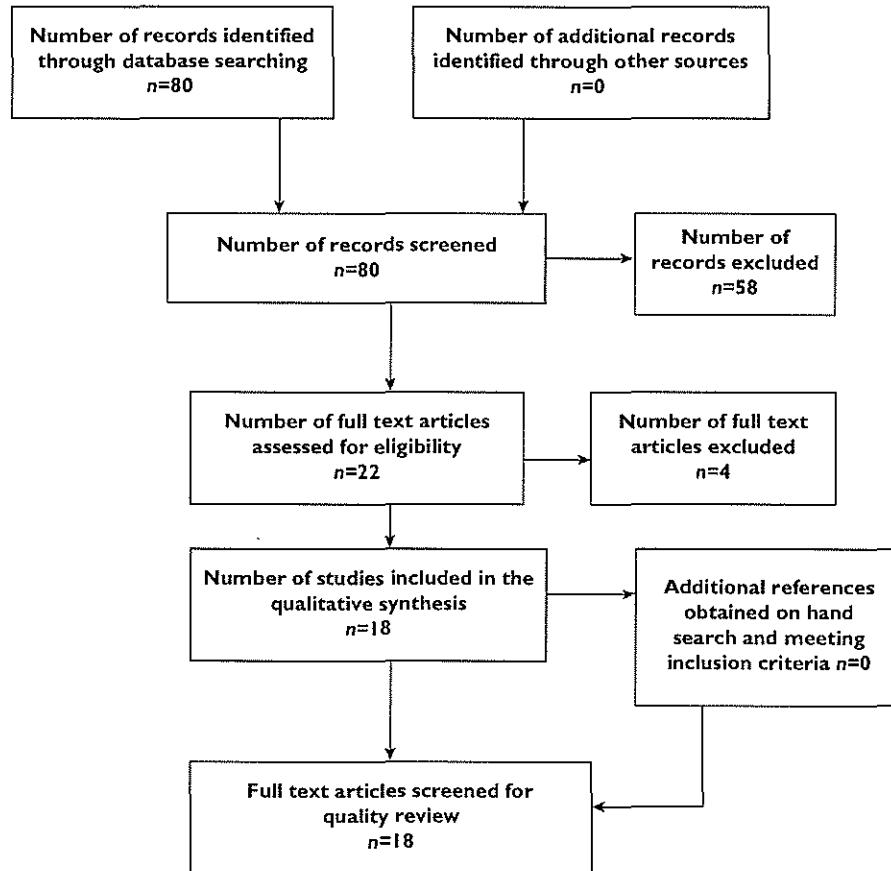 Number of records identified
through database searching
n=80
Number of additional records
identified through other sources
n=0
Number of records screened
n=80
Number of
records excluded
n=58
Number of full text articles
assessed for eligibility
n=22
Number of full text
articles excluded
n=4
Number of studies included in the
qualitative synthesis
n=18
Additional references
obtained on hand
search and meeting
inclusion criteria n=0
Full text articles screened for
quality review
n=18